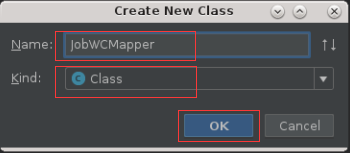 Create New Class
Name: JobWCMapper
Kind: C Class
OK Cancel